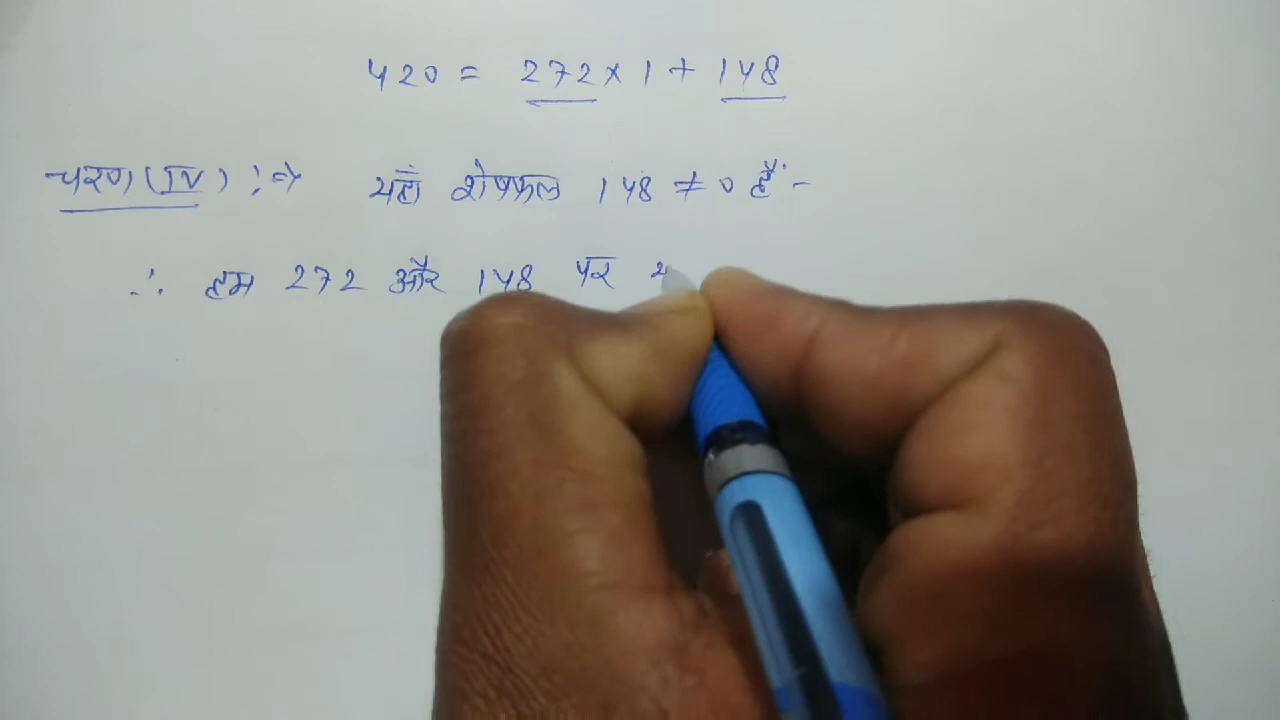 420 = 272 × 1 + 148
चरण (IV) :⇒ यहाँ शेषफल 148 ≠ 0 हैं -
∴ हम 272 और 148 पर